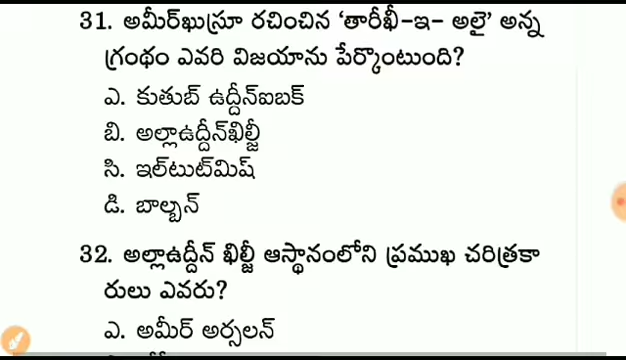 31. అమీర్‌ఖుస్రూ రచించిన ‘తారీఖీ-ఇ- అలై’ అన్న
గ్రంథం ఎవరి విజయాను పేర్కొంటుంది?
ఎ. కుతుబ్ ఉద్దీన్‌ఐబక్
బి. అల్లాఉద్దీన్‌ఖిల్జీ
సి. ఇల్‌టుట్‌మిష్
డి. బాల్బన్
32. అల్లాఉద్దీన్ ఖిల్జీ ఆస్థానంలోని ప్రముఖ చరిత్రకా
రులు ఎవరు?
ఎ. అమీర్ అర్సలన్